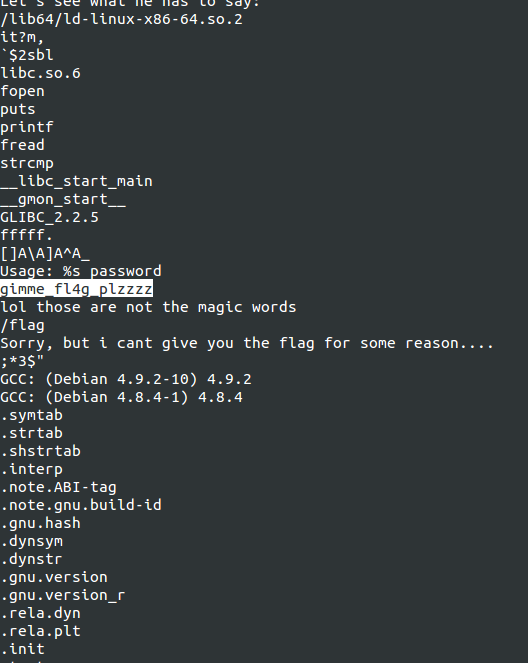 Let's see what he has to say:
/lib64/ld-linux-x86-64.so.2
it?m,
`$2sbl
libc.so.6
fopen
puts
printf
fread
strcmp
__libc_start_main
__gmon_start__
GLIBC_2.2.5
fffff.
[]A\A]A^A_
Usage: %s password
gimme_fl4g_plzzzz
lol those are not the magic words
/flag
Sorry, but i cant give you the flag for some reason....
;*3$"
GCC: (Debian 4.9.2-10) 4.9.2
GCC: (Debian 4.8.4-1) 4.8.4
.symtab
.strtab
.shstrtab
.interp
.note.ABI-tag
.note.gnu.build-id
.gnu.hash
.dynsym
.dynstr
.gnu.version
.gnu.version_r
.rela.dyn
.rela.plt
.init